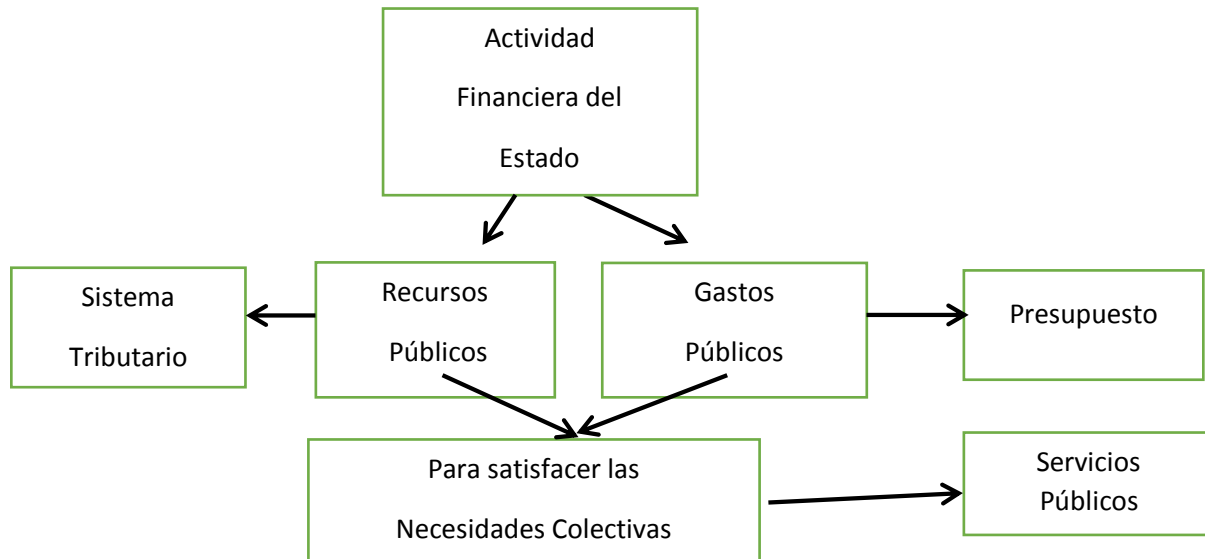 Actividad
Financiera del
Estado
Sistema
Tributario
Recursos
Públicos
Gastos
Públicos
Presupuesto
Para satisfacer las
Necesidades Colectivas
Servicios
Públicos